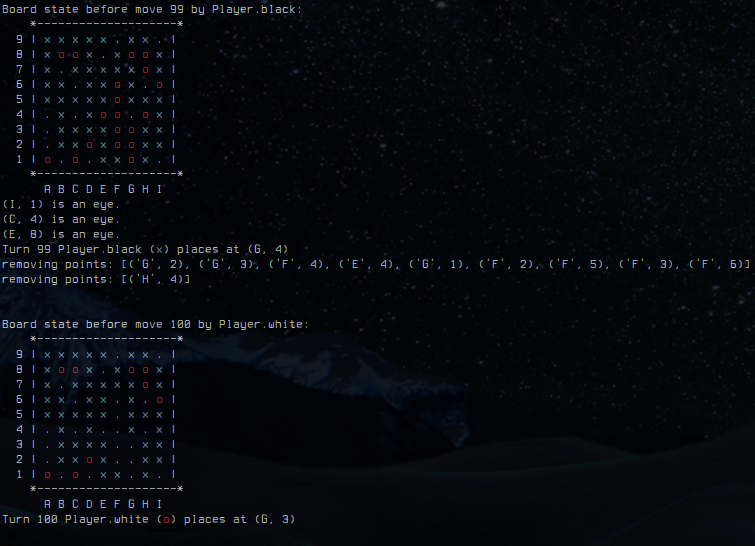 Board state before move 99 by Player.black:
*--------------------*
9 | x x x x x . x x . |
8 | x o o x . x o o x |
7 | x . x x x x x o x |
6 | x x . x x o x . o |
5 | x x x x x o x x x |
4 | . x . x o o . o x |
3 | . x x x x o o x x |
2 | . x x o x o o x x |
1 | o . o . x x o x . |
*--------------------*
A B C D E F G H I
(I, 1) is an eye.
(C, 4) is an eye.
(E, 8) is an eye.
Turn 99 Player.black (x) places at (G, 4)
removing points: [('G', 2), ('G', 3), ('F', 4), ('E', 4), ('G', 1), ('F', 2), ('F', 5), ('F', 3), ('F', 6)]
removing points: [('H', 4)]
Board state before move 100 by Player.white:
*--------------------*
9 | x x x x x . x x . |
8 | x o o x . x o o x |
7 | x . x x x x x o x |
6 | x x . x x . x . o |
5 | x x x x x . x x x |
4 | . x . x . . x . x |
3 | . x x x x . . x x |
2 | . x x o x . . x x |
1 | o . o . x x . x . |
*--------------------*
A B C D E F G H I
Turn 100 Player.white (o) places at (G, 3)